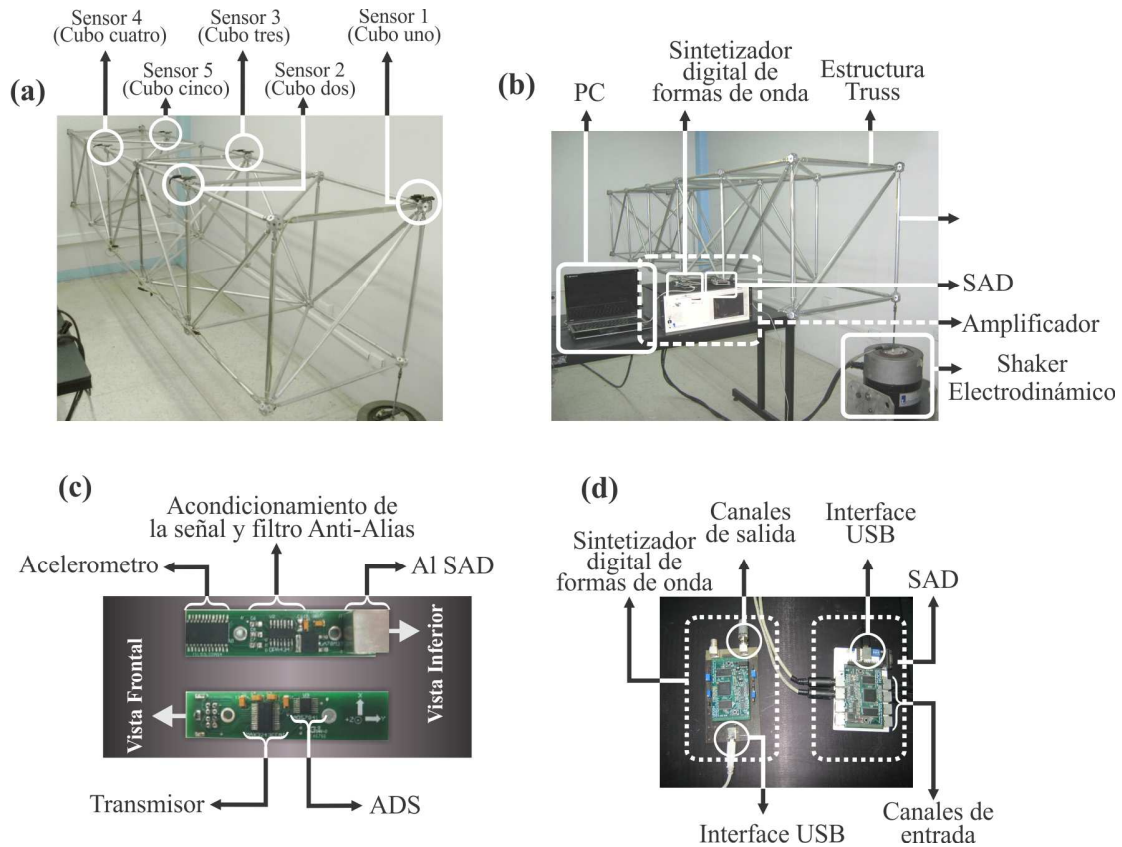 Sensor 4
(Cubo cuatro)
Sensor 3
(Cubo tres)
Sensor 1
(Cubo uno)
Sensor 5
(Cubo cinco)
Sensor 2
(Cubo dos)
(a)
(b)
PC
Sintetizador
digital de
formas de onda
Estructura
Truss
SAD
Amplificador
Shaker
Electrodinámico
(c)
Acondicionamiento de
la señal y filtro Anti-Alias
Acelerometro
Al SAD
Vista Frontal
Vista Inferior
X
+Z
Y
Transmisor
ADS
(d)
Sintetizador
digital de
formas de onda
Canales
de salida
Interface
USB
SAD
Interface USB
Canales de
entrada